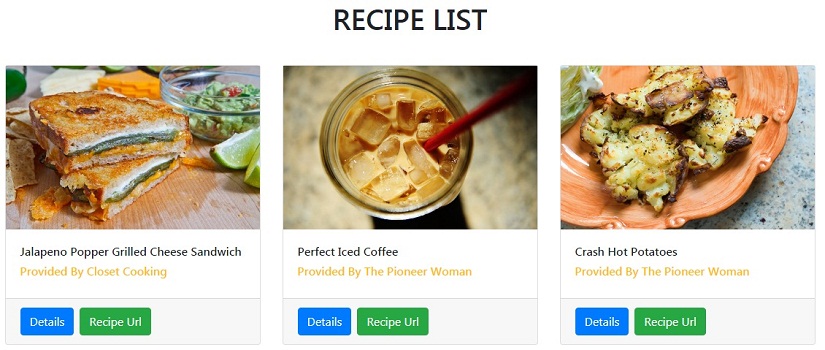 RECIPE LIST
Jalapeno Popper Grilled Cheese Sandwich
Provided By Closet Cooking
Details
Recipe Url
Perfect Iced Coffee
Provided By The Pioneer Woman
Details
Recipe Url
Crash Hot Potatoes
Provided By The Pioneer Woman
Details
Recipe Url